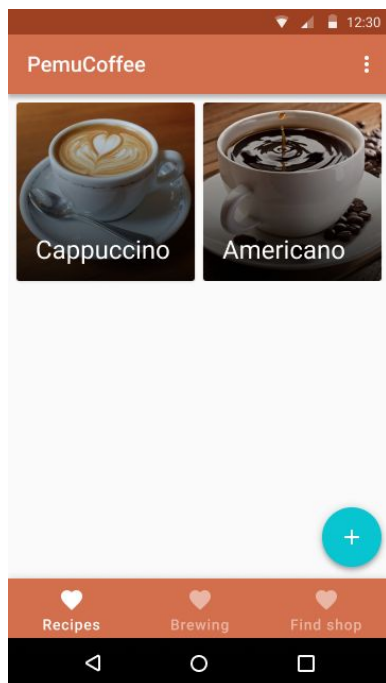 12:30
PemuCoffee
Cappuccino
Americano
Recipes
Brewing
Find shop